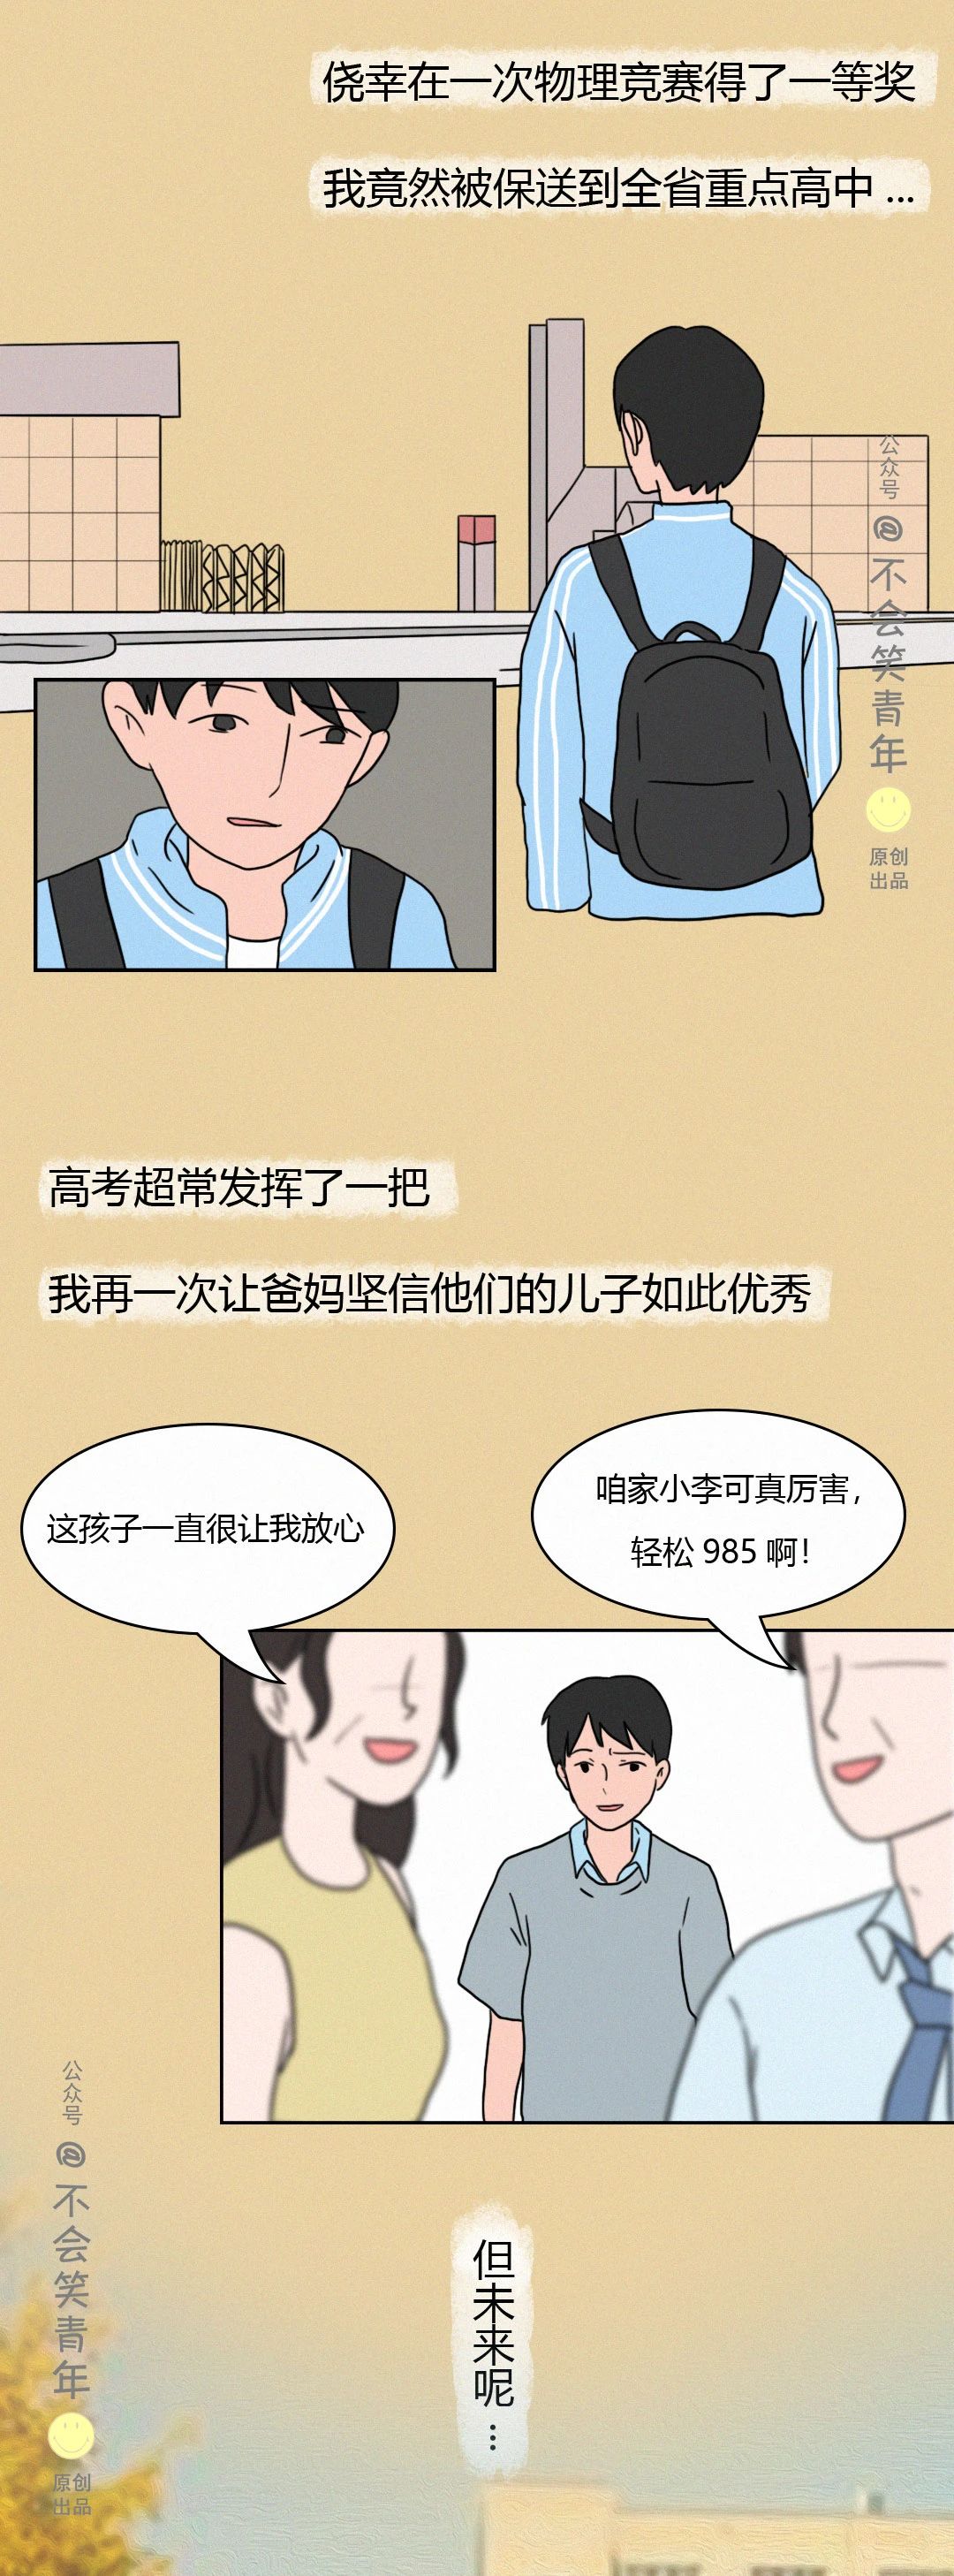 侥幸在一次物理竞赛得了一等奖
我竟然被保送到全省重点高中...
公众号
@不会笑青年
原创
出品
高考超常发挥了一把
我再一次让爸妈坚信他们的儿子如此优秀
这孩子一直很让我放心
咱家小李可真厉害，
轻松 985 啊！
公众号
@不会笑青年
原创
出品
但未来呢...